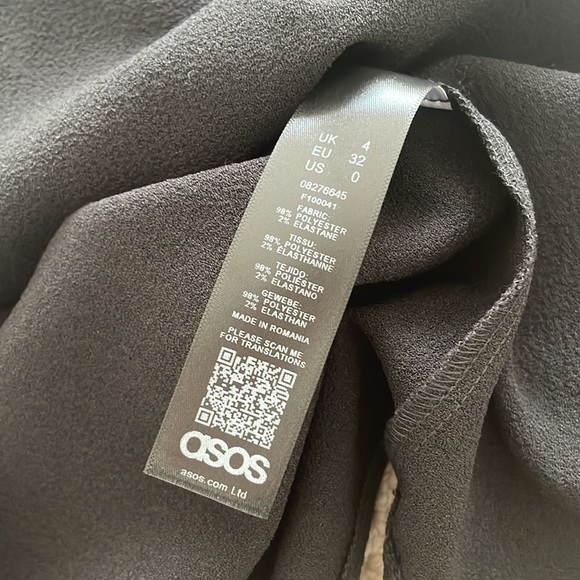 UK 4
EU 32
US 0
08276645
F100041
FABRIC:
98% POLYESTER
2% ELASTANE
TISSU:
98% POLYESTER
2% ÉLASTHANNE
TEJIDO:
98% POLIÉSTER
2% ELASTANO
GEWEBE:
98% POLYESTER
2% ELASTHAN
MADE IN ROMANIA
PLEASE SCAN ME
FOR TRANSLATIONS
asos
asos.com Ltd